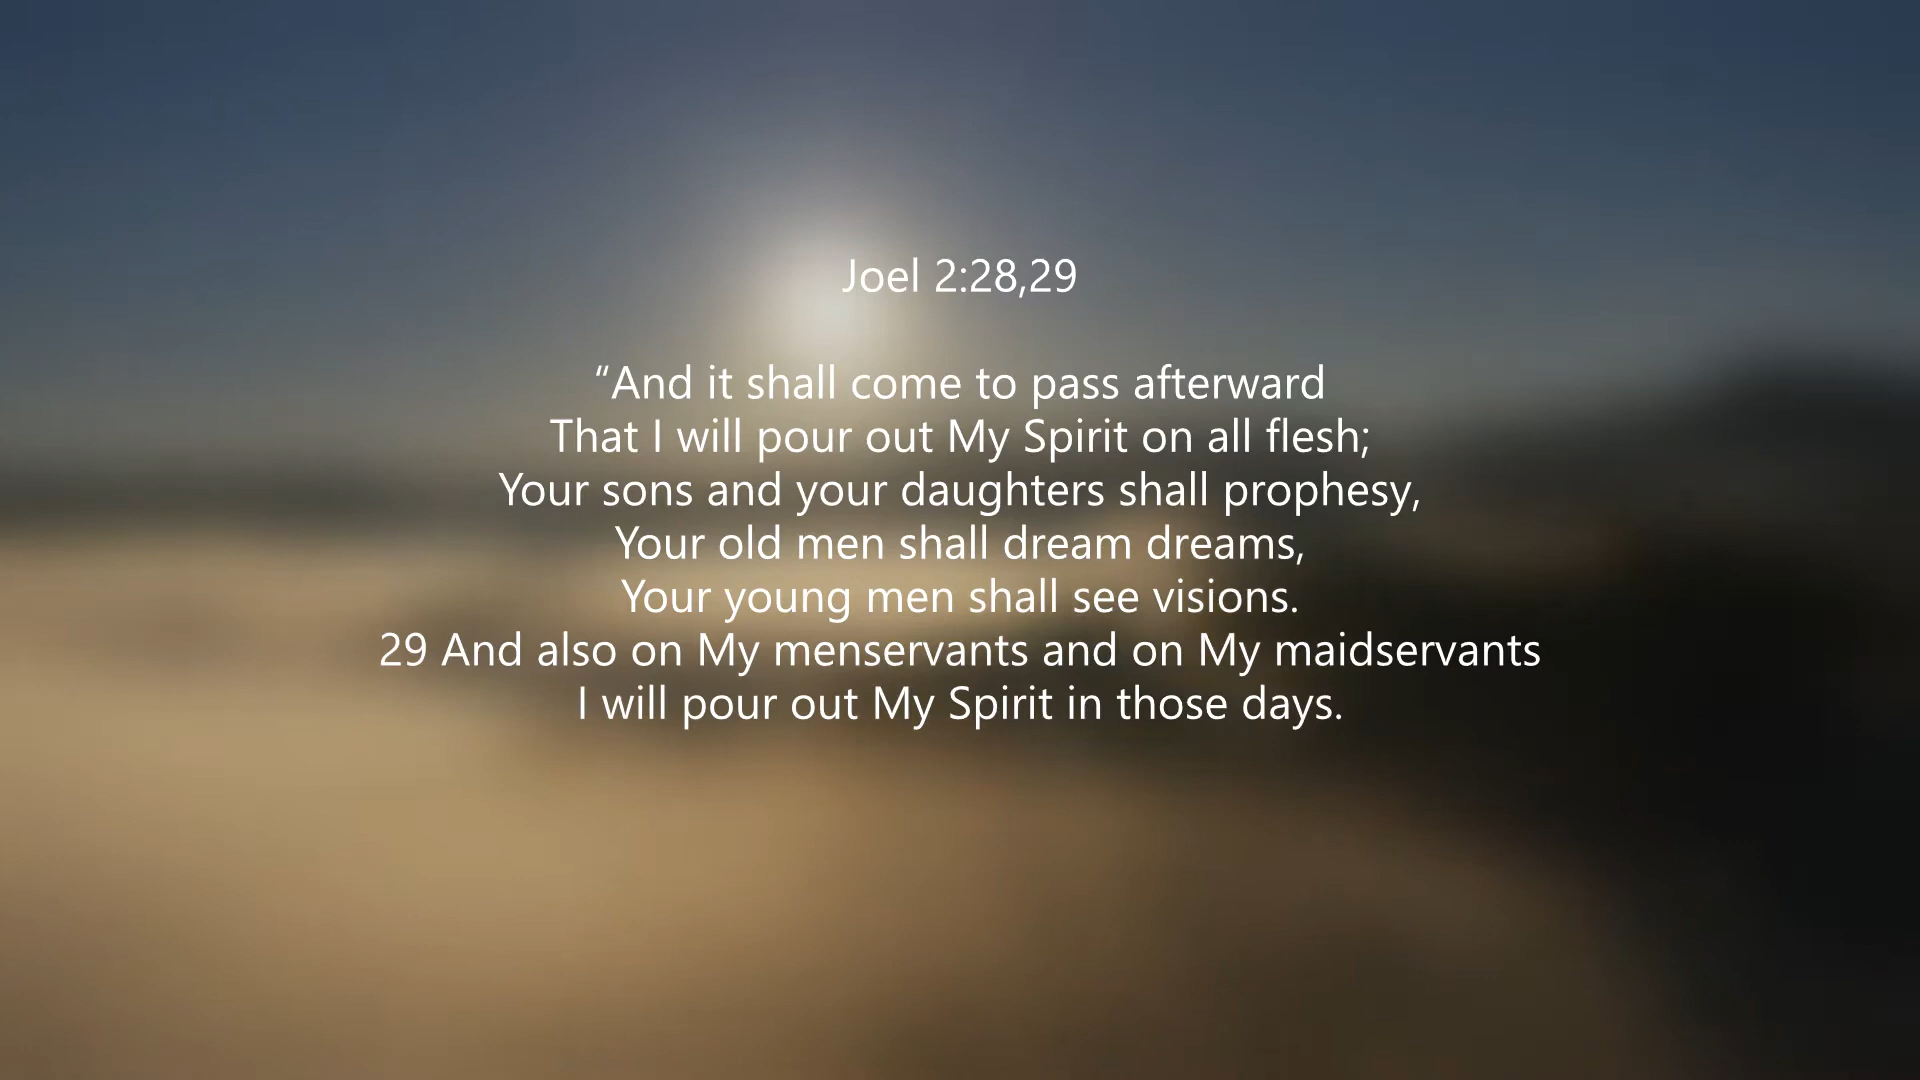 Joel 2:28,29
“And it shall come to pass afterward
That I will pour out My Spirit on all flesh;
Your sons and your daughters shall prophesy,
Your old men shall dream dreams,
Your young men shall see visions.
29 And also on My menservants and on My maidservants
I will pour out My Spirit in those days.